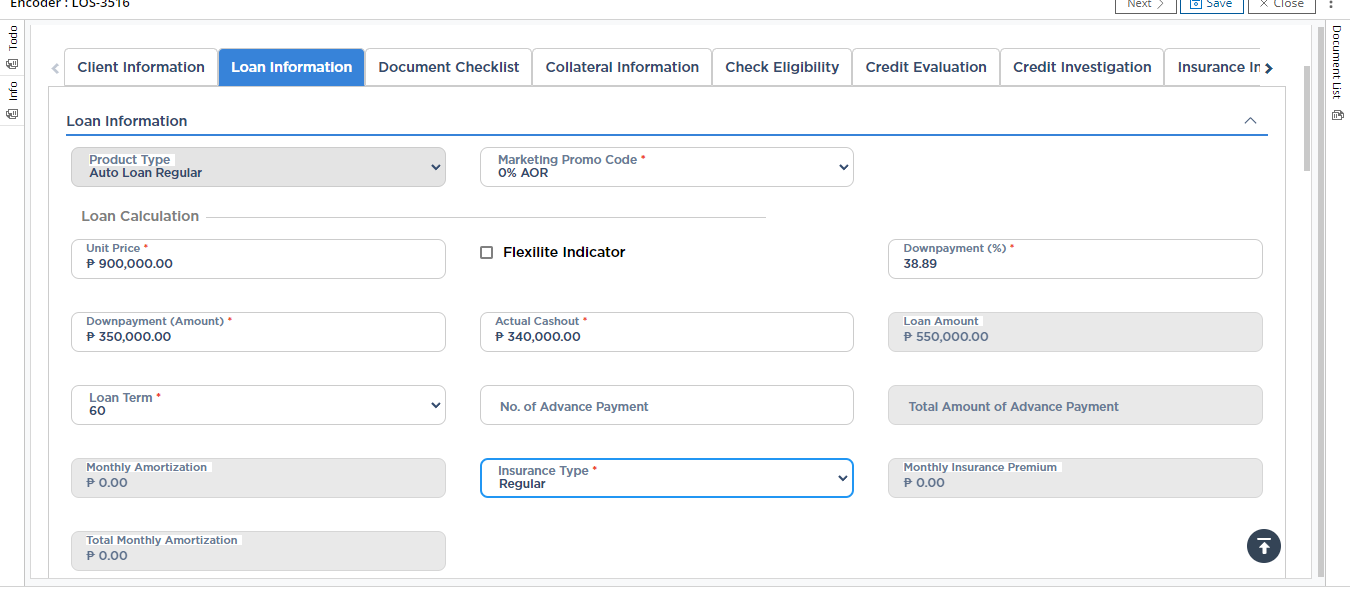 Encoder : LOS-3516
Next
Save
Close
Todo
Info
Document List
Client Information
Loan Information
Document Checklist
Collateral Information
Check Eligibility
Credit Evaluation
Credit Investigation
Insurance In
Loan Information
Product Type
Auto Loan Regular
Marketing Promo Code *
0% AOR
Loan Calculation
Unit Price *
₱ 900,000.00
Flexilite Indicator
Downpayment (%) *
38.89
Downpayment (Amount) *
₱ 350,000.00
Actual Cashout *
₱ 340,000.00
Loan Amount
₱ 550,000.00
Loan Term *
60
No. of Advance Payment
Total Amount of Advance Payment
Monthly Amortization
₱ 0.00
Insurance Type *
Regular
Monthly Insurance Premium
₱ 0.00
Total Monthly Amortization
₱ 0.00